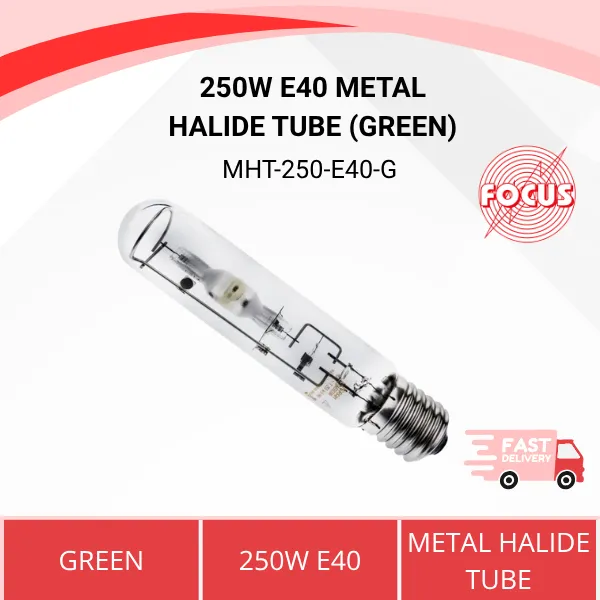 250W E40 METAL
HALIDE TUBE (GREEN)
MHT-250-E40-G
FOCUS
FAST
DELIVERY
GREEN
250W E40
METAL HALIDE
TUBE